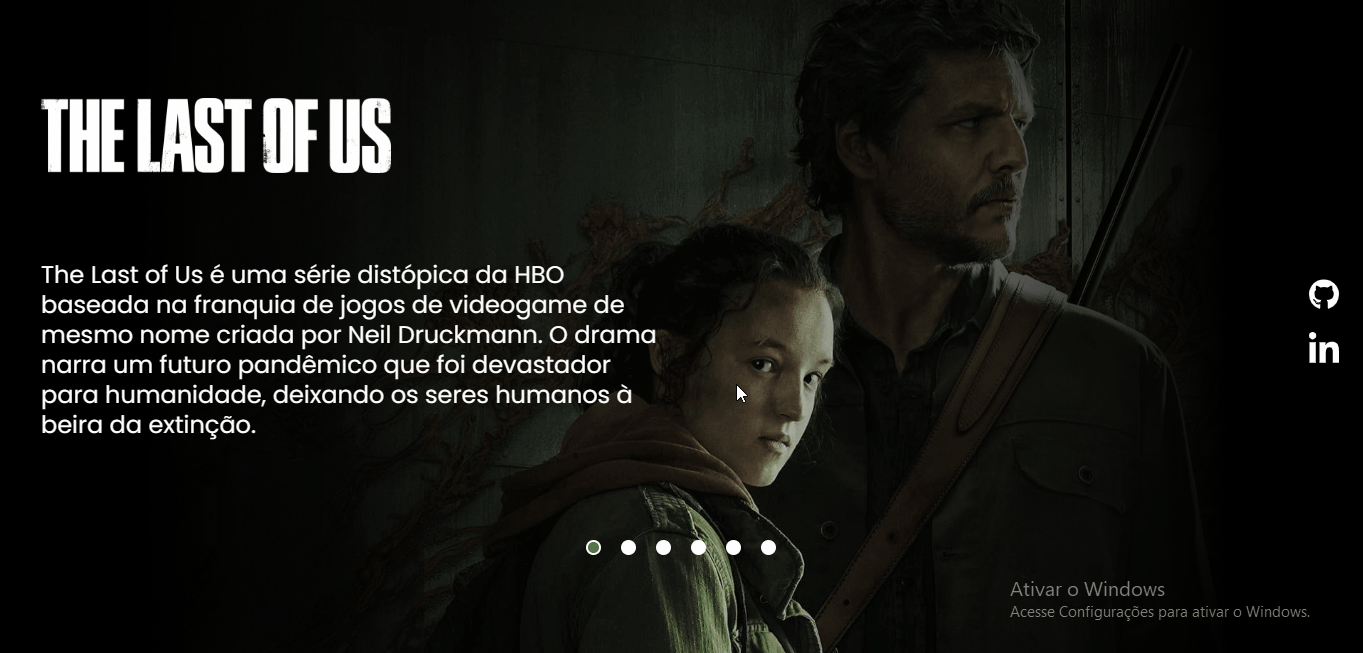 THE LAST OF US
The Last of Us é uma série distópica da HBO
baseada na franquia de jogos de videogame de
mesmo nome criada por Neil Druckmann. O drama
narra um futuro pandêmico que foi devastador
para humanidade, deixando os seres humanos à
beira da extinção.
in
Ativar o Windows
Acesse Configurações para ativar o Windows.